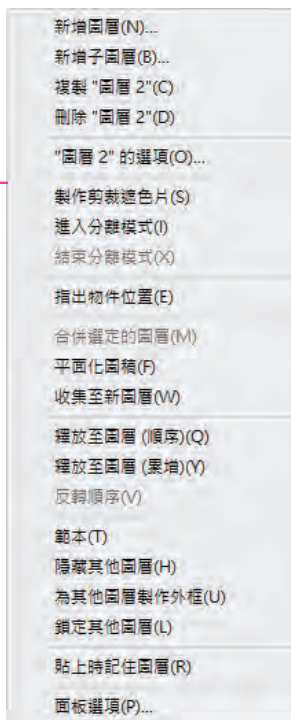 新增圖層(N)...
新增子圖層(B)...
複製 "圖層 2"(C)
刪除 "圖層 2"(D)
"圖層 2" 的選項(O)...
製作剪裁遮色片(S)
進入分離模式(I)
結束分離模式(X)
指出物件位置(E)
合併選定的圖層(M)
平面化圖稿(F)
收集至新圖層(W)
釋放至圖層 (順序)(Q)
釋放至圖層 (累增)(Y)
反轉順序(V)
範本(T)
隱藏其他圖層(H)
為其他圖層製作外框(U)
鎖定其他圖層(L)
貼上時記住圖層(R)
面板選項(P)...